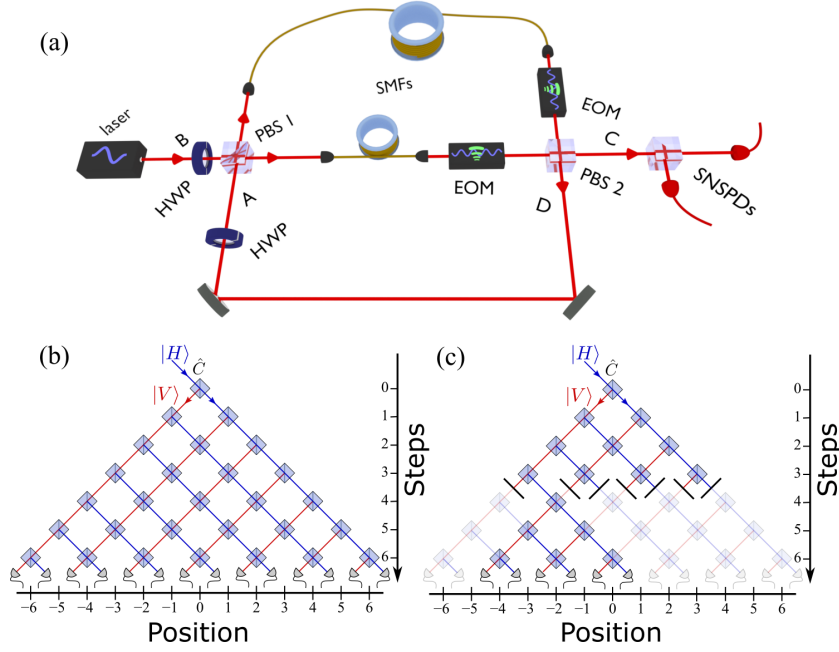 (a)
laser
B
HWP
PBS 1
A
HWP
SMFs
EOM
EOM
C
PBS 2
D
SNSPDs
(b)
|H⟩
Ĉ
|V⟩
0
1
2
3
4
5
6
Steps
−6 −5 −4 −3 −2 −1 0 1 2 3 4 5 6
Position
(c)
|H⟩
Ĉ
|V⟩
0
1
2
3
4
5
6
Steps
−6 −5 −4 −3 −2 −1 0 1 2 3 4 5 6
Position